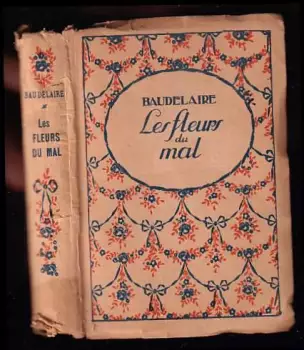 BAUDELAIRE
Les
FLEURS
DU MAL
BAUDELAIRE
Les fleurs
du
mal